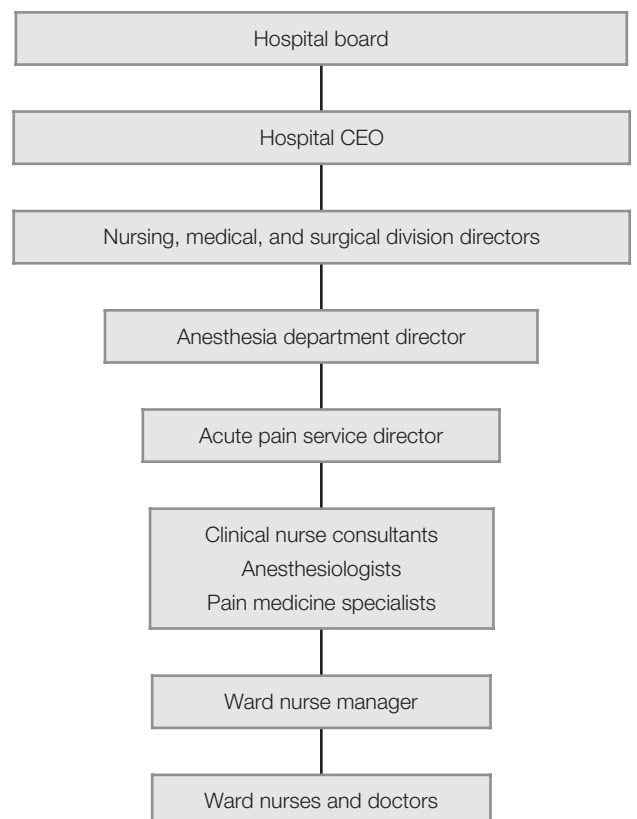 Hospital board
Hospital CEO
Nursing, medical, and surgical division directors
Anesthesia department director
Acute pain service director
Clinical nurse consultants
Anesthesiologists
Pain medicine specialists
Ward nurse manager
Ward nurses and doctors